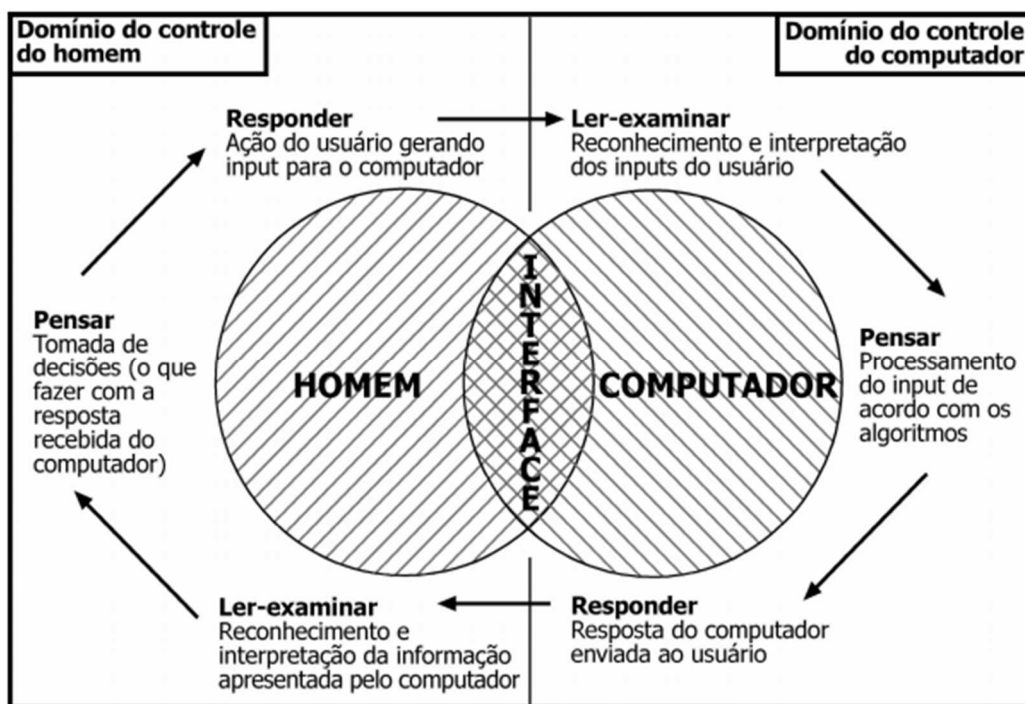 Domínio do controle
do homem
Domínio do controle
do computador
Responder
Ação do usuário gerando
input para o computador
Ler-examinar
Reconhecimento e interpretação
dos inputs do usuário
Pensar
Tomada de
decisões (o que
fazer com a
resposta
recebida do
computador)
HOMEM
INTERFACE
COMPUTADOR
Pensar
Processamento
do input de
acordo com os
algoritmos
Ler-examinar
Reconhecimento e
interpretação da informação
apresentada pelo computador
Responder
Resposta do computador
enviada ao usuário